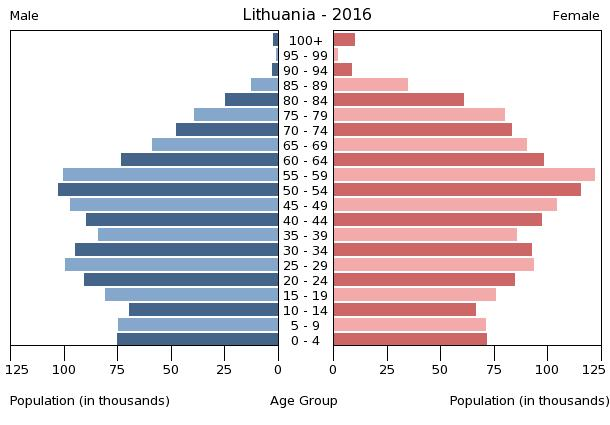 Male Lithuania - 2016 Female
100+
95 - 99
90 - 94
85 - 89
80 - 84
75 - 79
70 - 74
65 - 69
60 - 64
55 - 59
50 - 54
45 - 49
40 - 44
35 - 39
30 - 34
25 - 29
20 - 24
15 - 19
10 - 14
5 - 9
0 - 4
125 100 75 50 25 0 0 25 50 75 100 125
Population (in thousands) Age Group Population (in thousands)